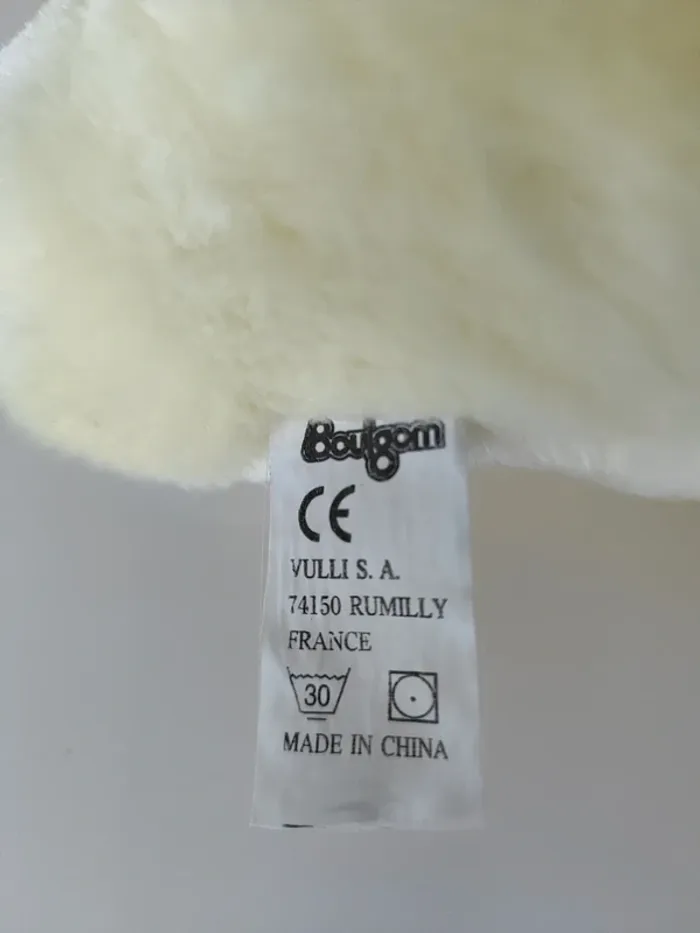 Boulgom
CE
VULLI S. A.
74150 RUMILLY
FRANCE
30
MADE IN CHINA